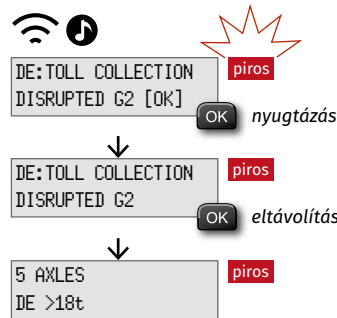 DE:TOLL COLLECTION
DISRUPTED G2 [OK]
piros
OK
nyugtázás
DE:TOLL COLLECTION
DISRUPTED G2
piros
OK
eltávolítás
5 AXLES
DE >18t
piros